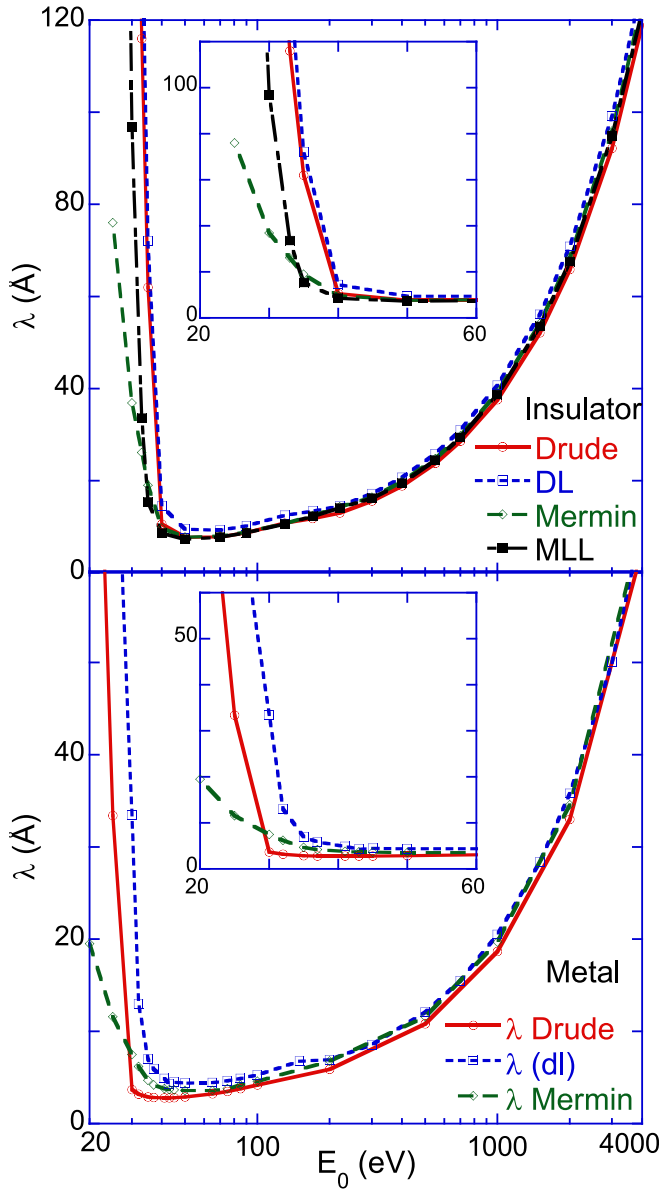 120
100
80
λ (Å)
0
20
60
40
Insulator
Drude
DL
Mermin
MLL
0
50
40
λ (Å)
0
20
60
20
Metal
λ Drude
λ (dl)
λ Mermin
0
20
100
1000
4000
E0 (eV)